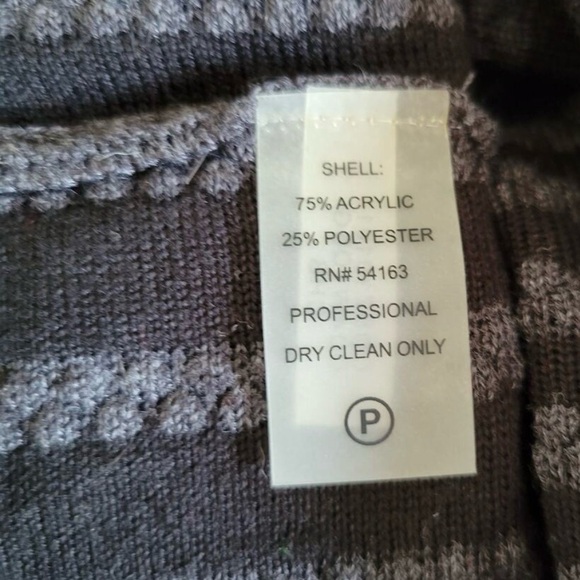 SHELL:
75% ACRYLIC
25% POLYESTER
RN# 54163
PROFESSIONAL
DRY CLEAN ONLY
P